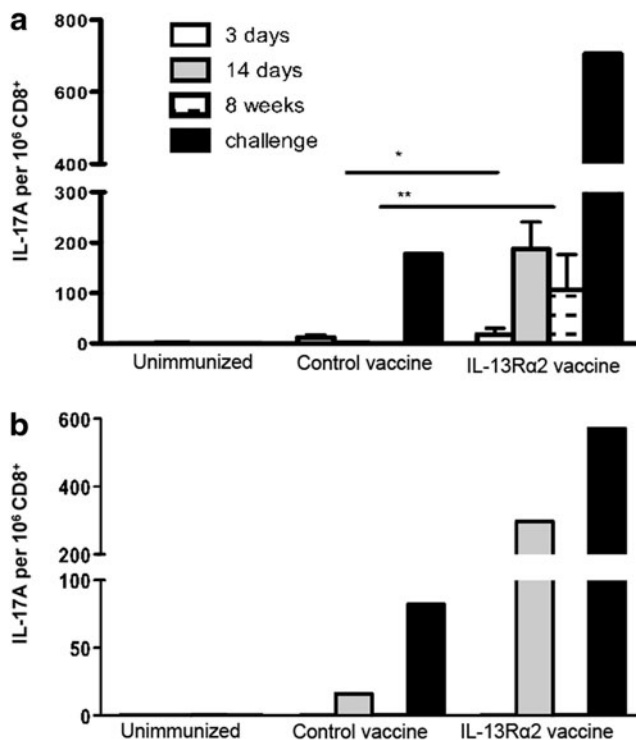 a
IL-17A per 10⁶ CD8⁺
800
600
400
300
200
100
0
3 days
14 days
8 weeks
challenge
*
**
Unimmunized
Control vaccine
IL-13Rα2 vaccine
b
IL-17A per 10⁶ CD8⁺
600
400
200
100
50
0
Unimmunized
Control vaccine
IL-13Rα2 vaccine